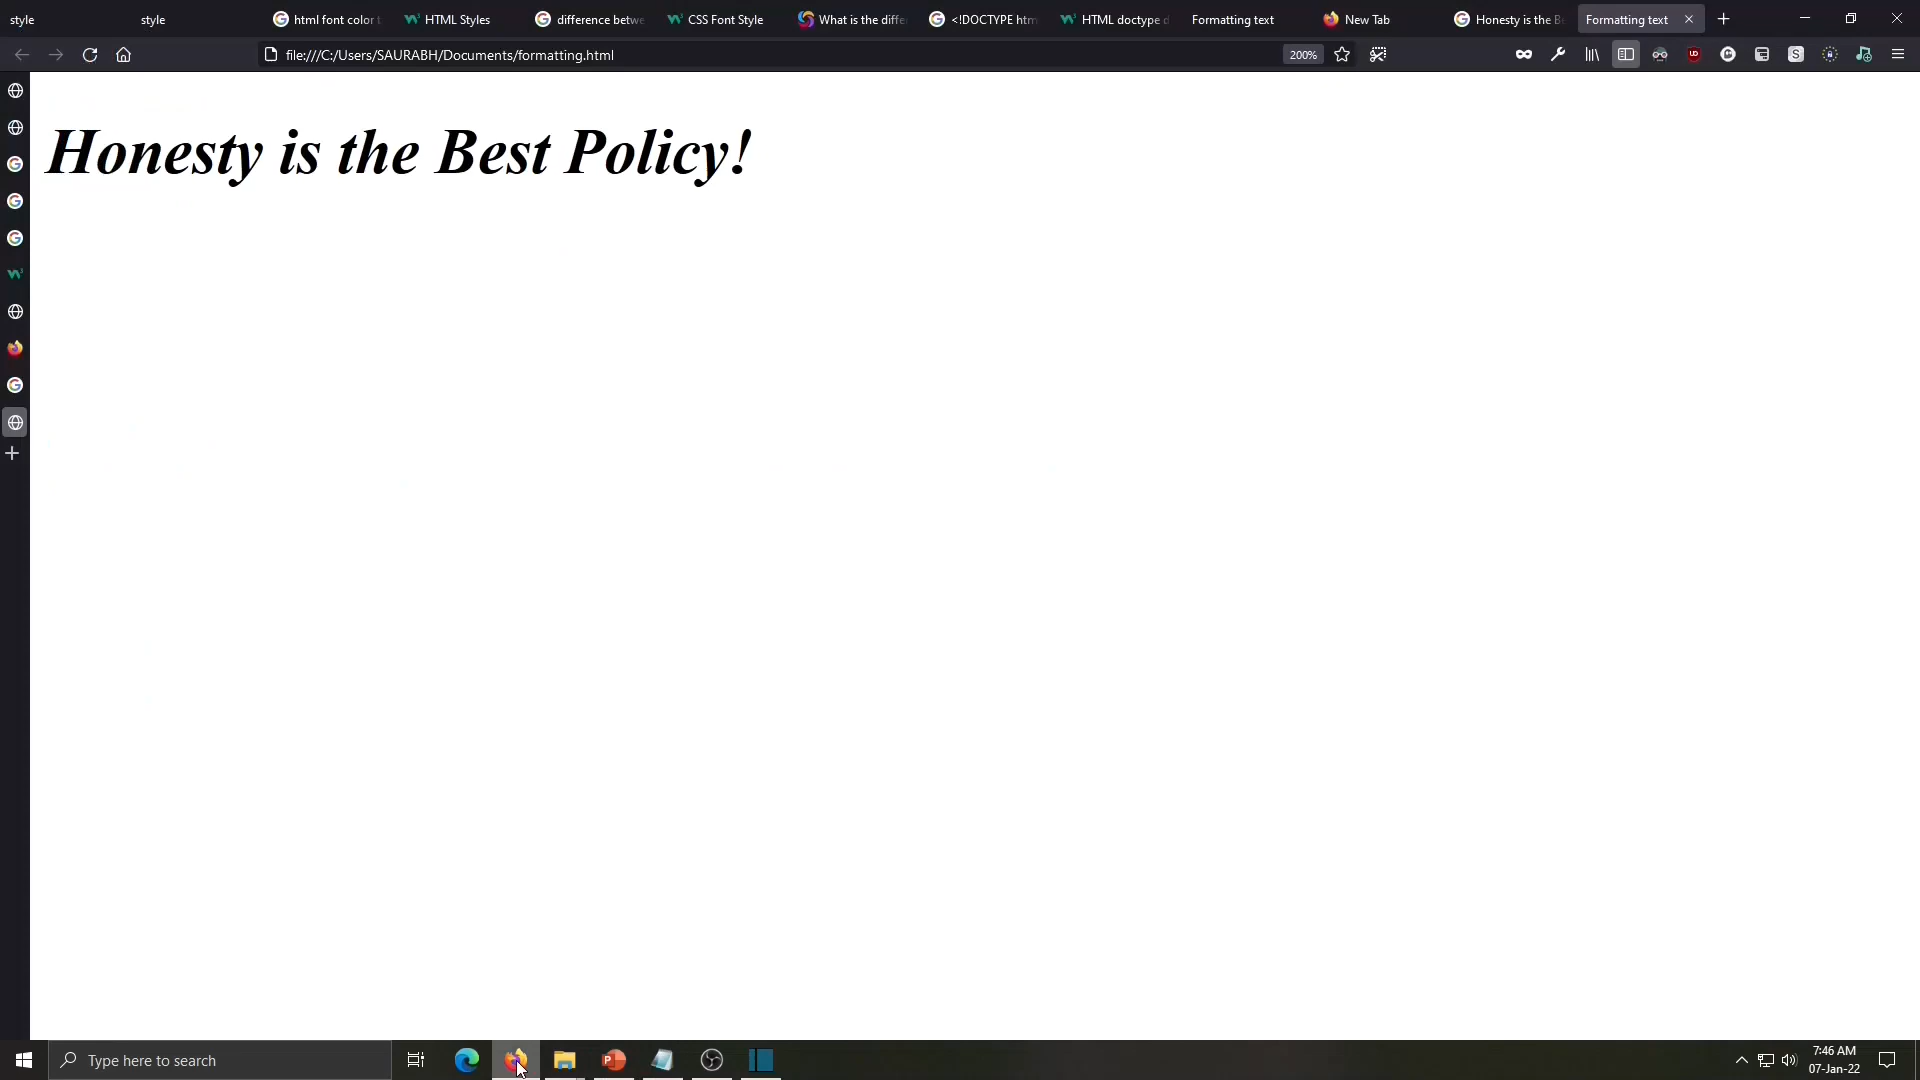 style
style
html font color t
HTML Styles
difference betwe
CSS Font Style
What is the diffe
<!DOCTYPE htm
HTML doctype d
Formatting text
New Tab
Honesty is the Be
Formatting text
file:///C:/Users/SAURABH/Documents/formatting.html
200%
Honesty is the Best Policy!
Type here to search
7:46 AM
07-Jan-22